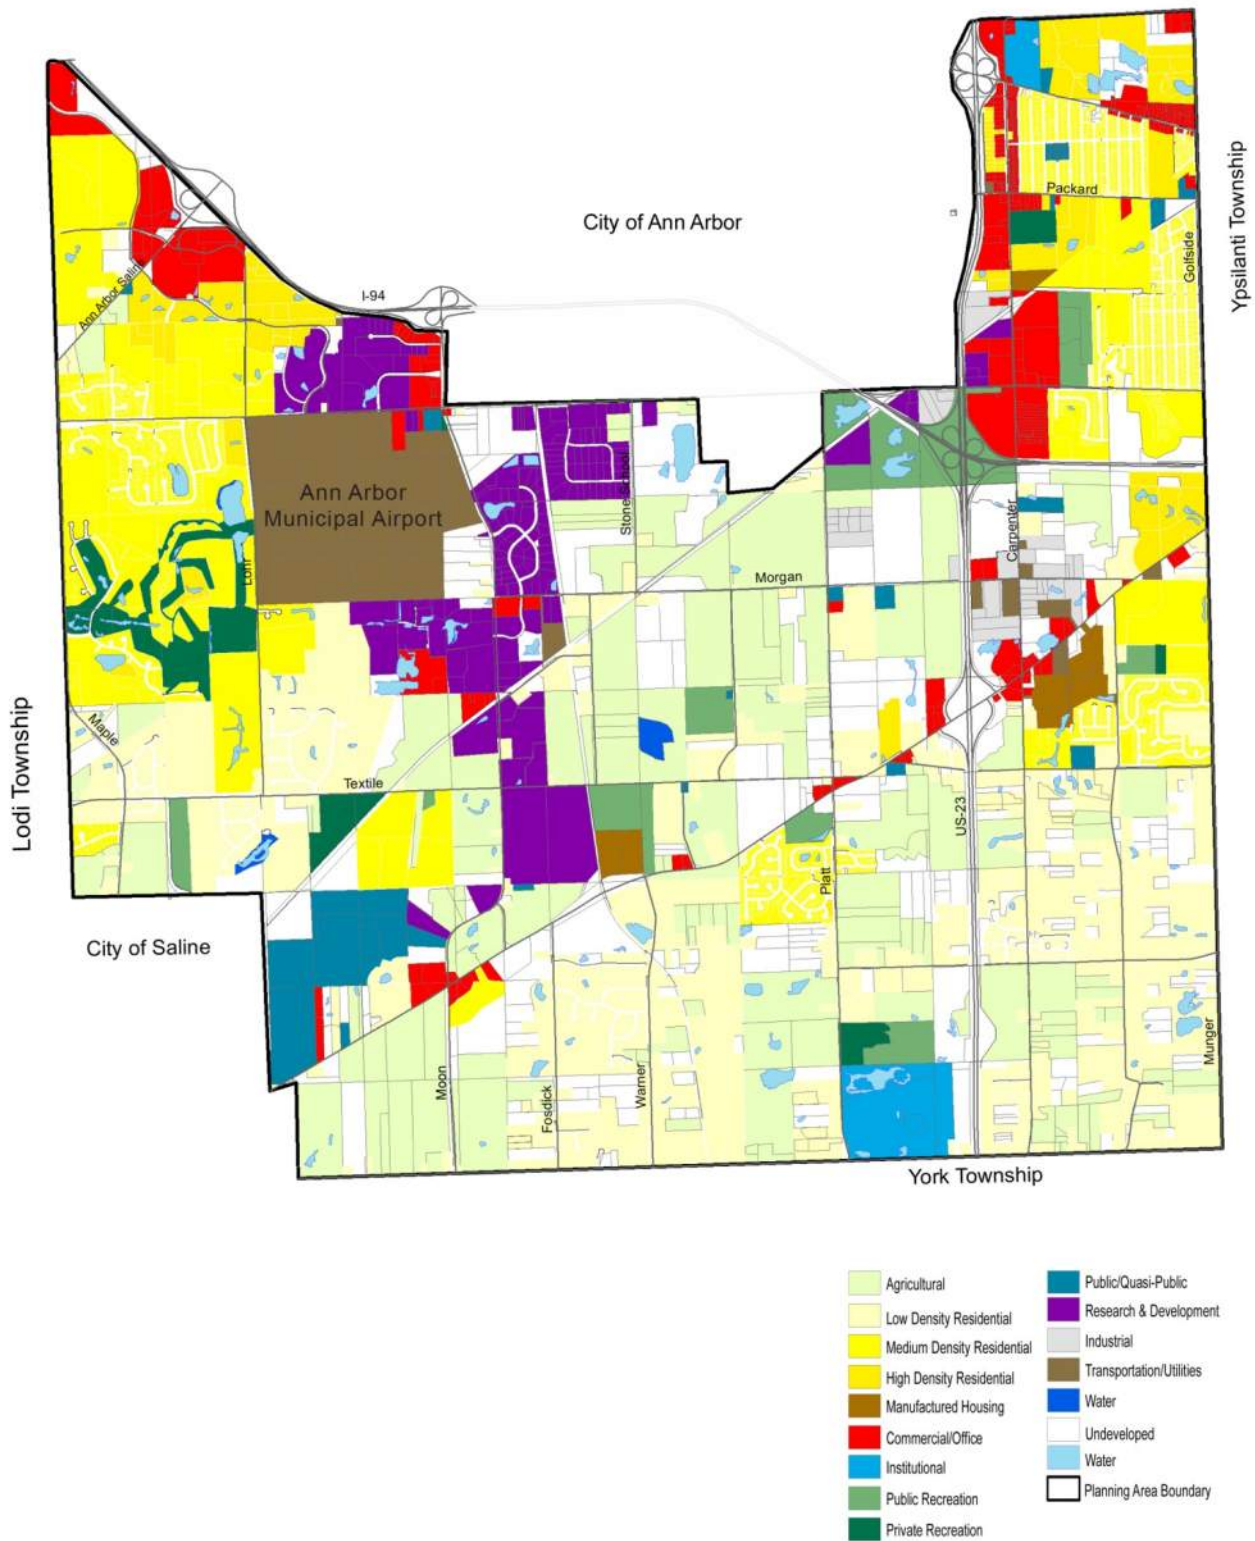 City of Ann Arbor
Ypsilanti Township
Packard
Golfside
Ann Arbor Saline
I-94
Ann Arbor
Municipal Airport
Stone School
Carpenter
Lohr
Morgan
Lodi Township
Maple
Textile
US-23
Platt
City of Saline
Moon
Fosdick
Warner
Munger
York Township
Agricultural
Low Density Residential
Medium Density Residential
High Density Residential
Manufactured Housing
Commercial/Office
Institutional
Public Recreation
Private Recreation
Public/Quasi-Public
Research & Development
Industrial
Transportation/Utilities
Water
Undeveloped
Water
Planning Area Boundary